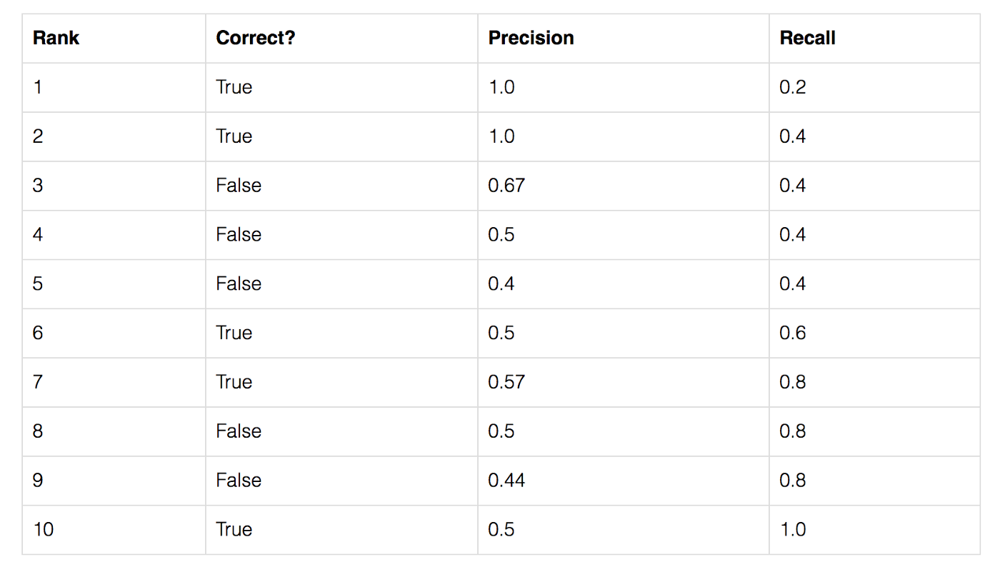 Rank Correct? Precision Recall
1 True 1.0 0.2
2 True 1.0 0.4
3 False 0.67 0.4
4 False 0.5 0.4
5 False 0.4 0.4
6 True 0.5 0.6
7 True 0.57 0.8
8 False 0.5 0.8
9 False 0.44 0.8
10 True 0.5 1.0